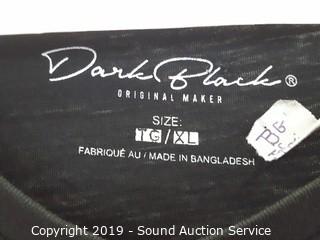 Dark Black®
ORIGINAL MAKER
SIZE:
TG/XL
FABRIQUÉ AU / MADE IN BANGLADESH
Copyright 2019 - Sound Auction Service